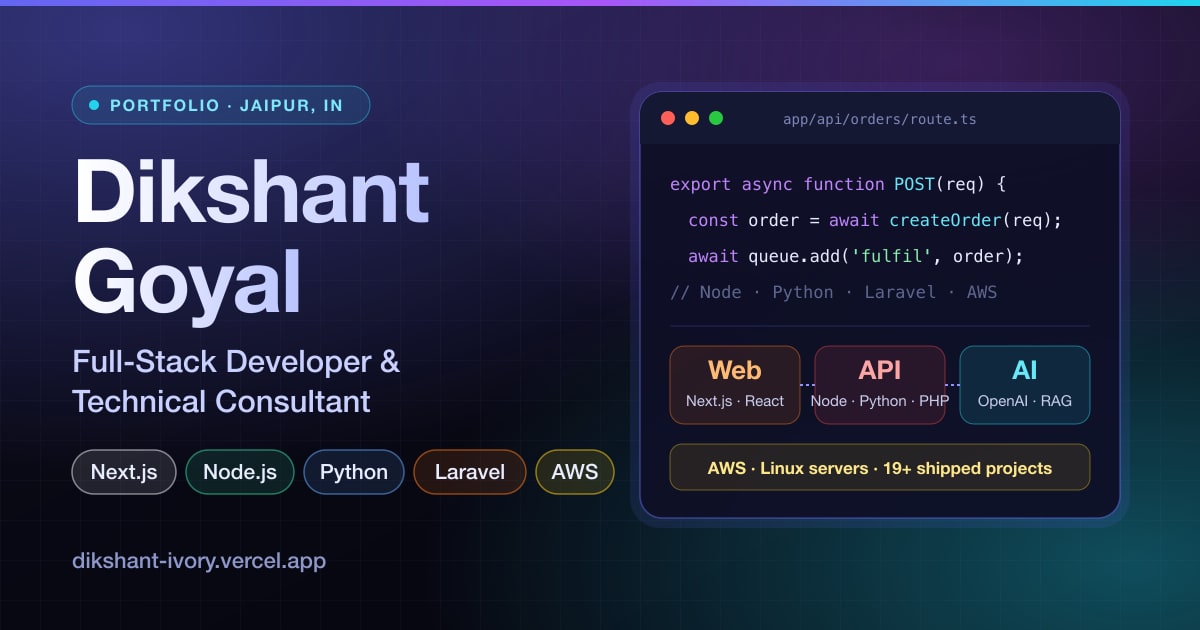 PORTFOLIO · JAIPUR, IN
Dikshant
Goyal
Full-Stack Developer &
Technical Consultant
Next.js Node.js Python Laravel AWS
dikshant-ivory.vercel.app
app/api/orders/route.ts
export async function POST(req) {
const order = await createOrder(req);
await queue.add('fulfil', order);
// Node · Python · Laravel · AWS
Web API AI
Next.js · React Node · Python · PHP OpenAI · RAG
AWS · Linux servers · 19+ shipped projects